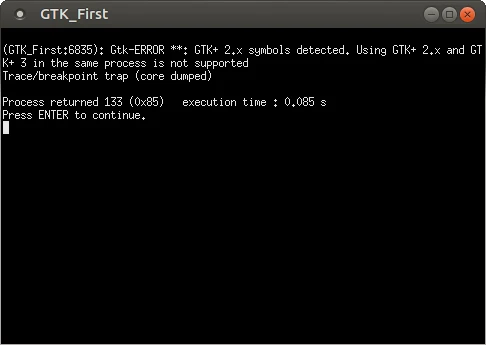 GTK_First
(GTK_First:6835): Gtk-ERROR **: GTK+ 2.x symbols detected. Using GTK+ 2.x and GT
K+ 3 in the same process is not supported
Trace/breakpoint trap (core dumped)
Process returned 133 (0x85)   execution time : 0.085 s
Press ENTER to continue.